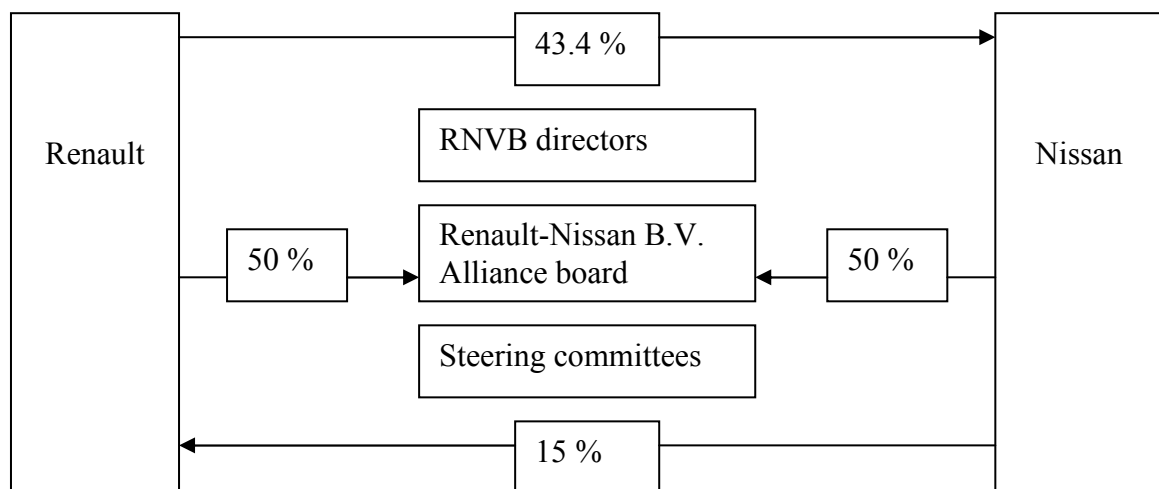 43.4 %
RNVB directors
Renault
Nissan
Renault-Nissan B.V.
Alliance board
50 %
50 %
Steering committees
15 %